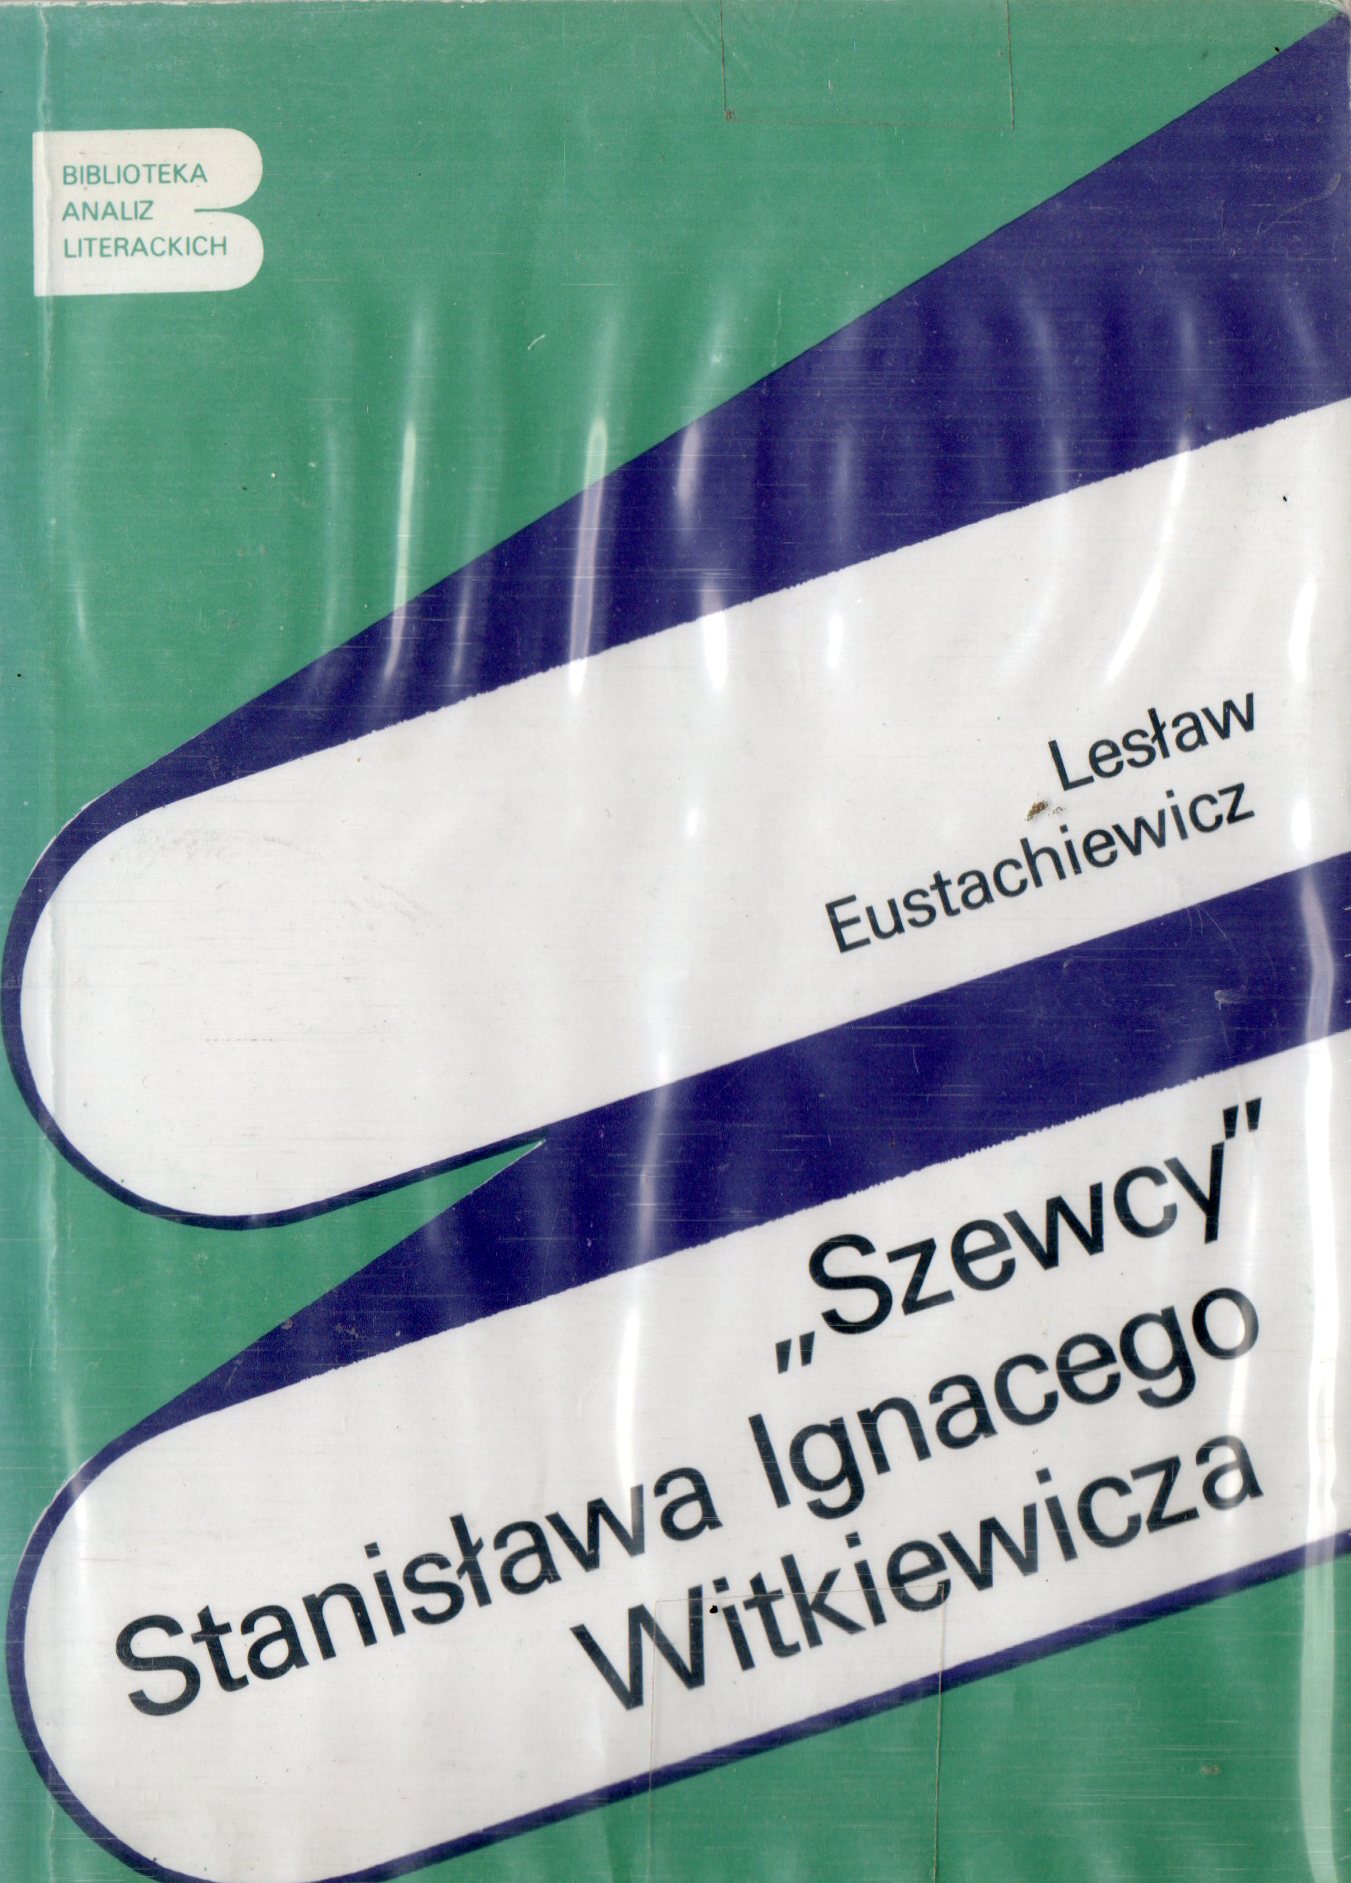 BIBLIOTEKA
ANALIZ
LITERACKICH
Lesław
Eustachiewicz
„Szewcy”
Stanisława Ignacego
Witkiewicza